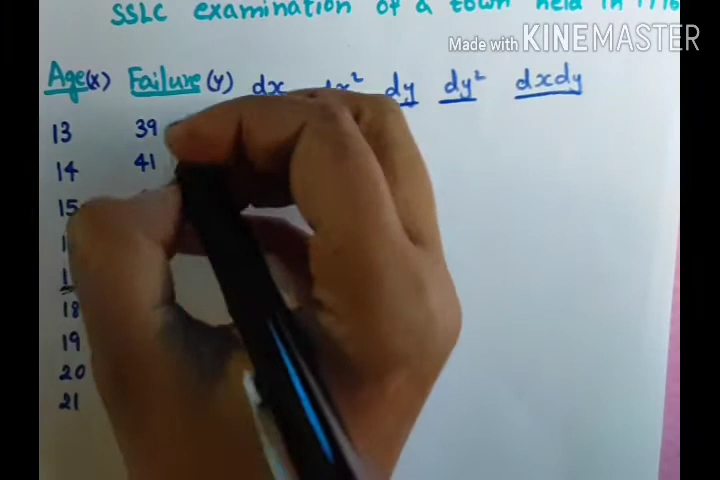 SSLC examination of a town held in
Made with KINEMASTER
Age(x) Failure (y) dx dx² dy dy² dxdy
13 39
14 41
15
18
19
20
21